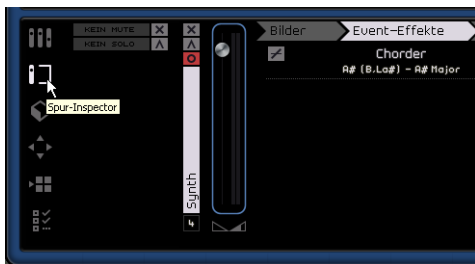 KEIN MUTE X X
KEIN SOLO Λ Λ
Bilder
Event-Effekte
Chorder
A# (B,La#) - A# Major
Spur-Inspector
Synth
4